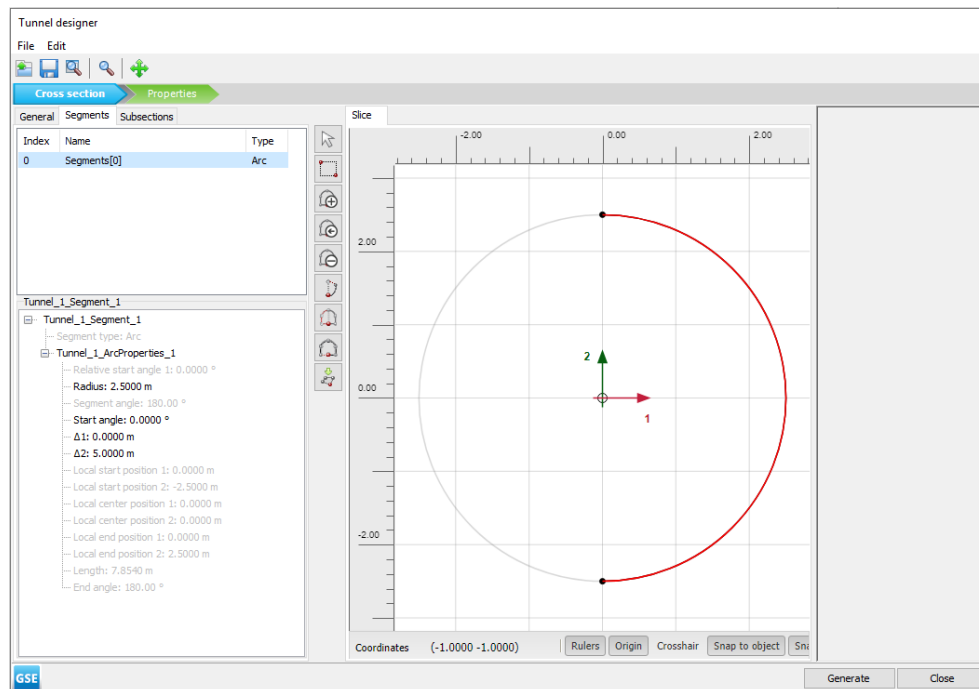 Tunnel designer
File Edit
Cross section Properties
General Segments Subsections
Index Name Type
0 Segments[0] Arc
Tunnel_1_Segment_1
Tunnel_1_Segment_1
Segment type: Arc
Tunnel_1_ArcProperties_1
Relative start angle 1: 0.0000 °
Radius: 2.5000 m
Segment angle: 180.00 °
Start angle: 0.0000 °
Δ1: 0.0000 m
Δ2: 5.0000 m
Local start position 1: 0.0000 m
Local start position 2: -2.5000 m
Local center position 1: 0.0000 m
Local center position 2: 0.0000 m
Local end position 1: 0.0000 m
Local end position 2: 2.5000 m
Length: 7.8540 m
End angle: 180.00 °
Slice
-2.00 0.00 2.00
2.00
0.00
-2.00
2
1
Coordinates (-1.0000 -1.0000) Rulers Origin Crosshair Snap to object Sna
GSE
Generate Close